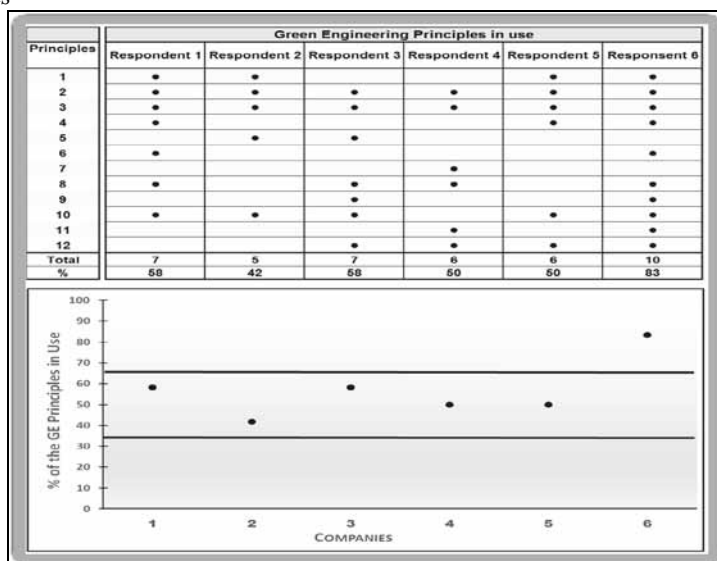 s
Green Engineering Principles in use
Principles Respondent 1 Respondent 2 Respondent 3 Respondent 4 Respondent 5 Responsent 6
1 • • • •
2 • • • • • •
3 • • • • • •
4 • • •
5 • •
6 • •
7 •
8 • • • •
9 • •
10 • • • • •
11 • •
12 • • • •
Total 7 5 7 6 6 10
% 58 42 58 50 50 83
100
90
80
70
60
50
40
30
20
10
0
% of the GE Principles in Use
1 2 3 4 5 6
COMPANIES